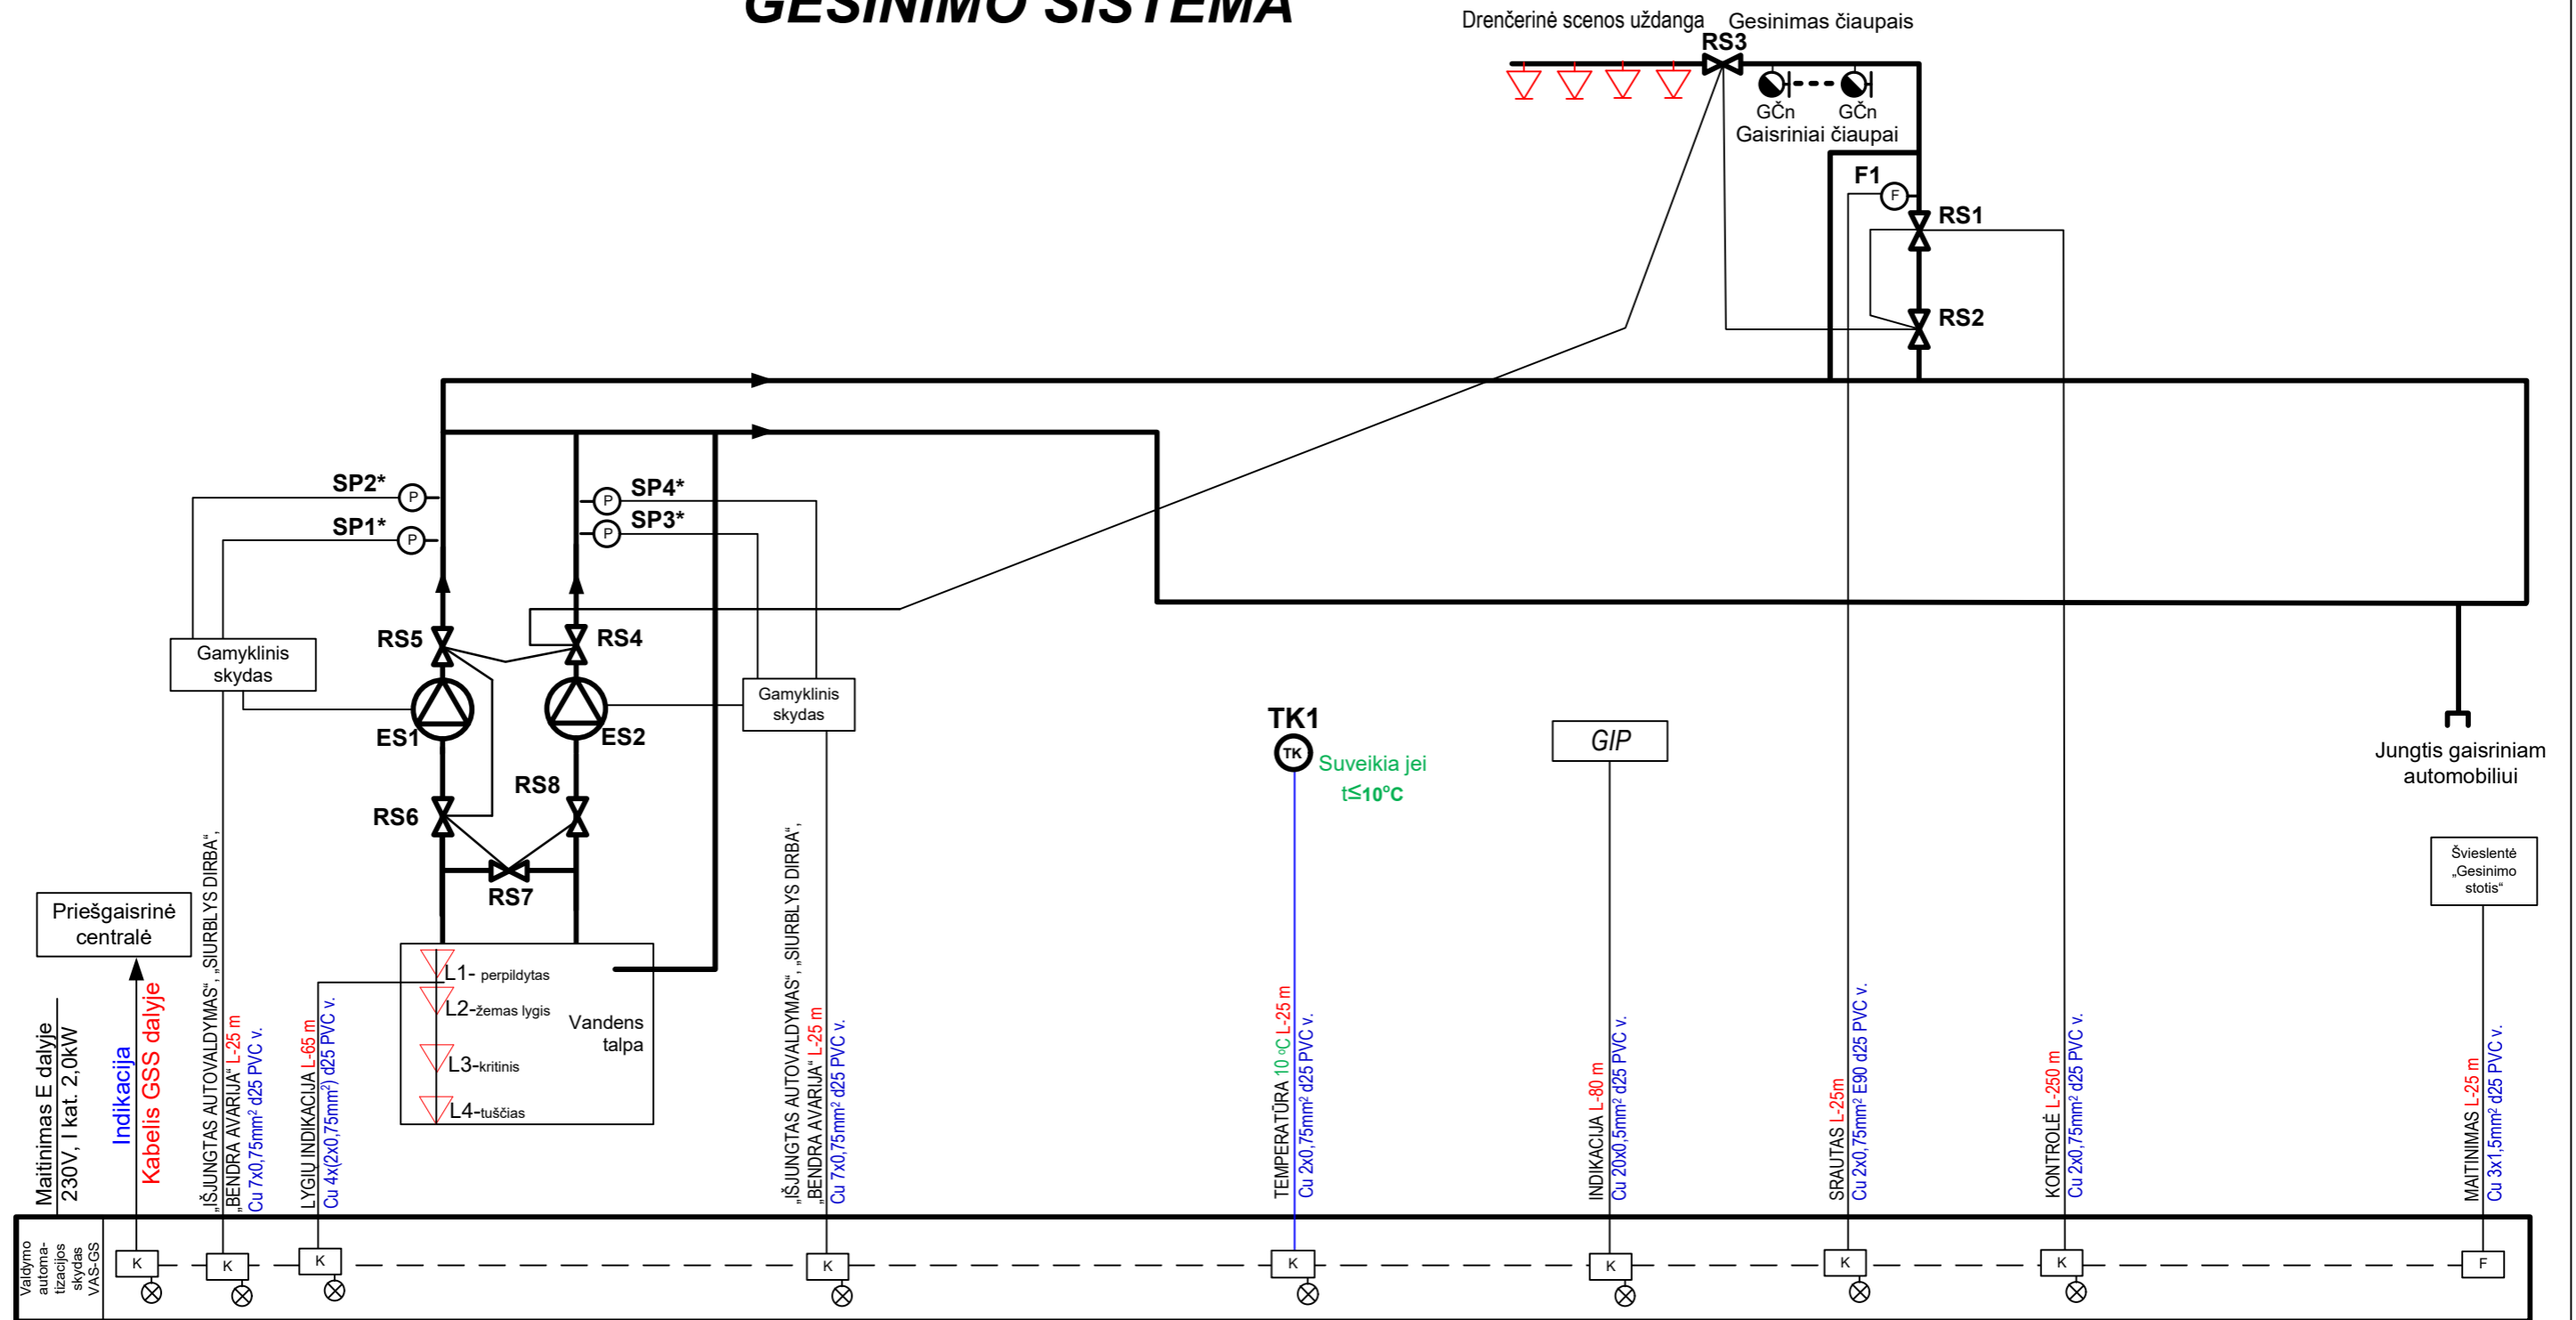 GESINIMO SISTEMA
Drenčerinė scenos uždanga
Gesinimas čiaupais
RS3
GČn
GČn
Gaisriniai čiaupai
F1
F
RS1
RS2
SP2*
P
SP1*
P
P
SP4*
P
SP3*
RS5
RS4
Gamyklinis
skydas
Gamyklinis
skydas
ES1
ES2
RS6
RS8
RS7
TK1
TK
Suveikia jei
t≤10°C
GIP
Jungtis gaisriniam
automobiliui
Švieslentė
„Gesinimo
stotis“
Priešgaisrinė
centralė
L1- perpildytas
L2-žemas lygis
L3-kritinis
L4-tuščias
Vandens
talpa
Maitinimas E dalyje
230V, I kat. 2,0kW
Indikacija
Kabelis GSS dalyje
„IŠJUNGTAS AUTOVALDYMAS“, „SIURBLYS DIRBA“,
„BENDRA AVARIJA“ L-25 m
Cu 7x0,75mm² d25 PVC v.
LYGIŲ INDIKACIJA L-65 m
Cu 4x(2x0,75mm²) d25 PVC v.
„IŠJUNGTAS AUTOVALDYMAS“, „SIURBLYS DIRBA“,
„BENDRA AVARIJA“ L-25 m
Cu 7x0,75mm² d25 PVC v.
TEMPERATŪRA 10 ºC L-25 m
Cu 2x0,75mm² d25 PVC v.
INDIKACIJA L-80 m
Cu 20x0,5mm² d25 PVC v.
SRAUTAS L-25m
Cu 2x0,75mm² E90 d25 PVC v.
KONTROLĖ L-250 m
Cu 2x0,75mm² d25 PVC v.
MAITINIMAS L-25 m
Cu 3x1,5mm² d25 PVC v.
Valdymo
automa-
tizacijos
skydas
VAS-GS
K
K
K
K
K
K
K
K
F